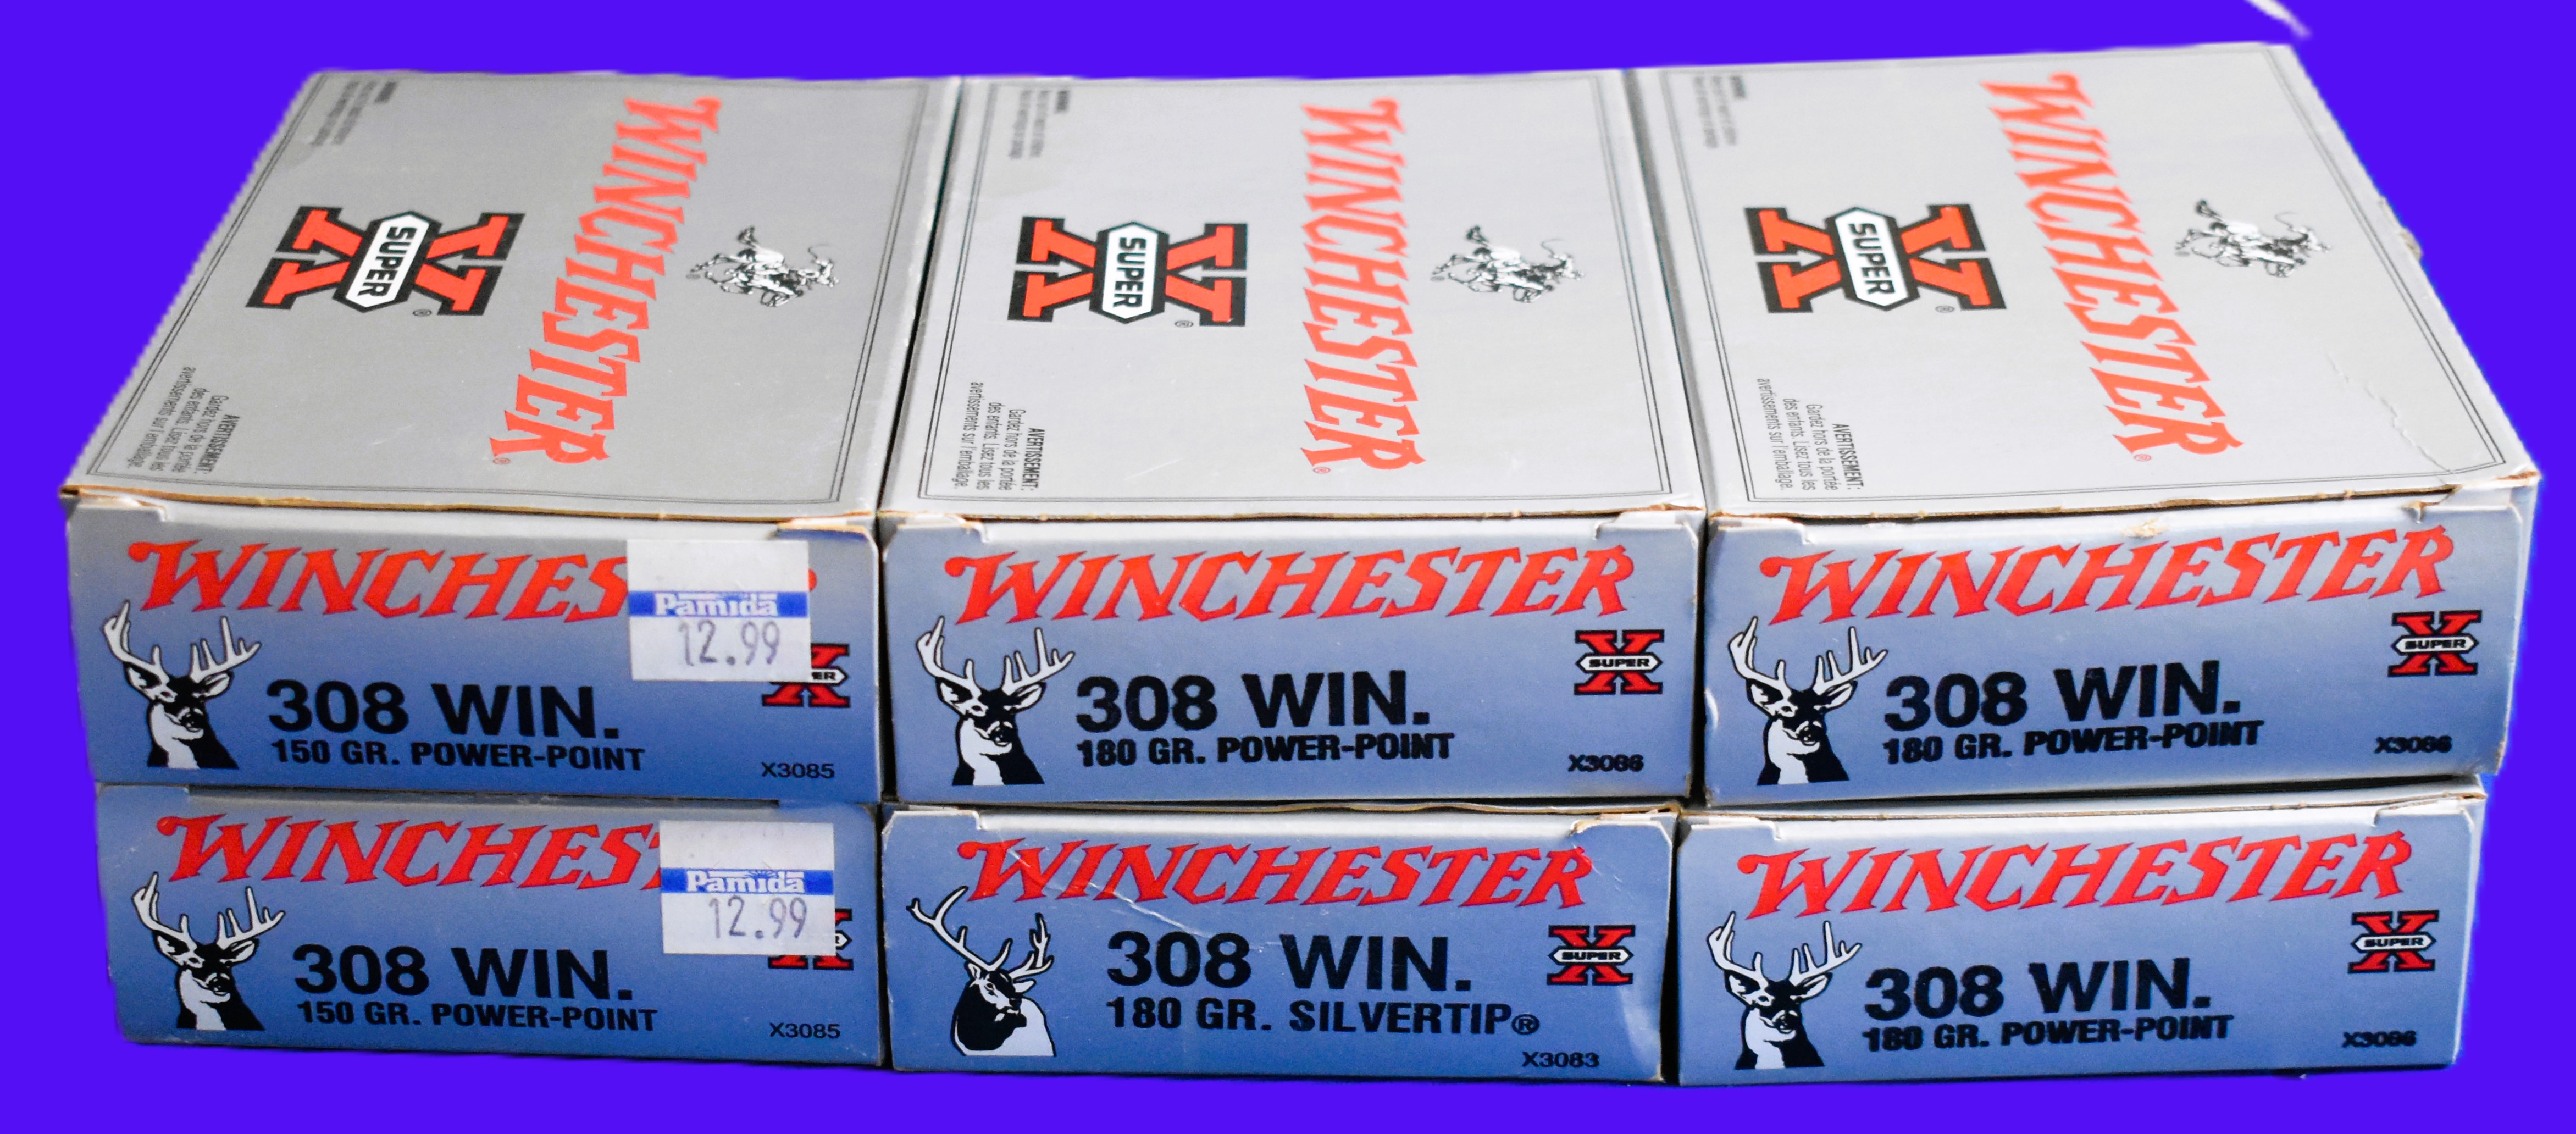 WINCHESTER®
SUPER X®
AVERTISSEMENT:
Gardez hors de la portée
des enfants. Lisez tous les
avertissements sur l'emballage.
WINCHESTER®
SUPER X®
AVERTISSEMENT:
Gardez hors de la portée
des enfants. Lisez tous les
avertissements sur l'emballage.
WINCHESTER®
SUPER X®
AVERTISSEMENT:
Gardez hors de la portée
des enfants. Lisez tous les
avertissements sur l'emballage.
WINCHES
Pamida
12.99
308 WIN.
150 GR. POWER-POINT
X3085
WINCHESTER
SUPER X
308 WIN.
180 GR. POWER-POINT
X3086
WINCHESTER
SUPER X
308 WIN.
180 GR. POWER-POINT
X3086
WINCHES
Pamida
12.99
308 WIN.
150 GR. POWER-POINT
X3085
WINCHESTER
SUPER X
308 WIN.
180 GR. SILVERTIP®
X3083
WINCHESTER
SUPER X
308 WIN.
180 GR. POWER-POINT
X3086